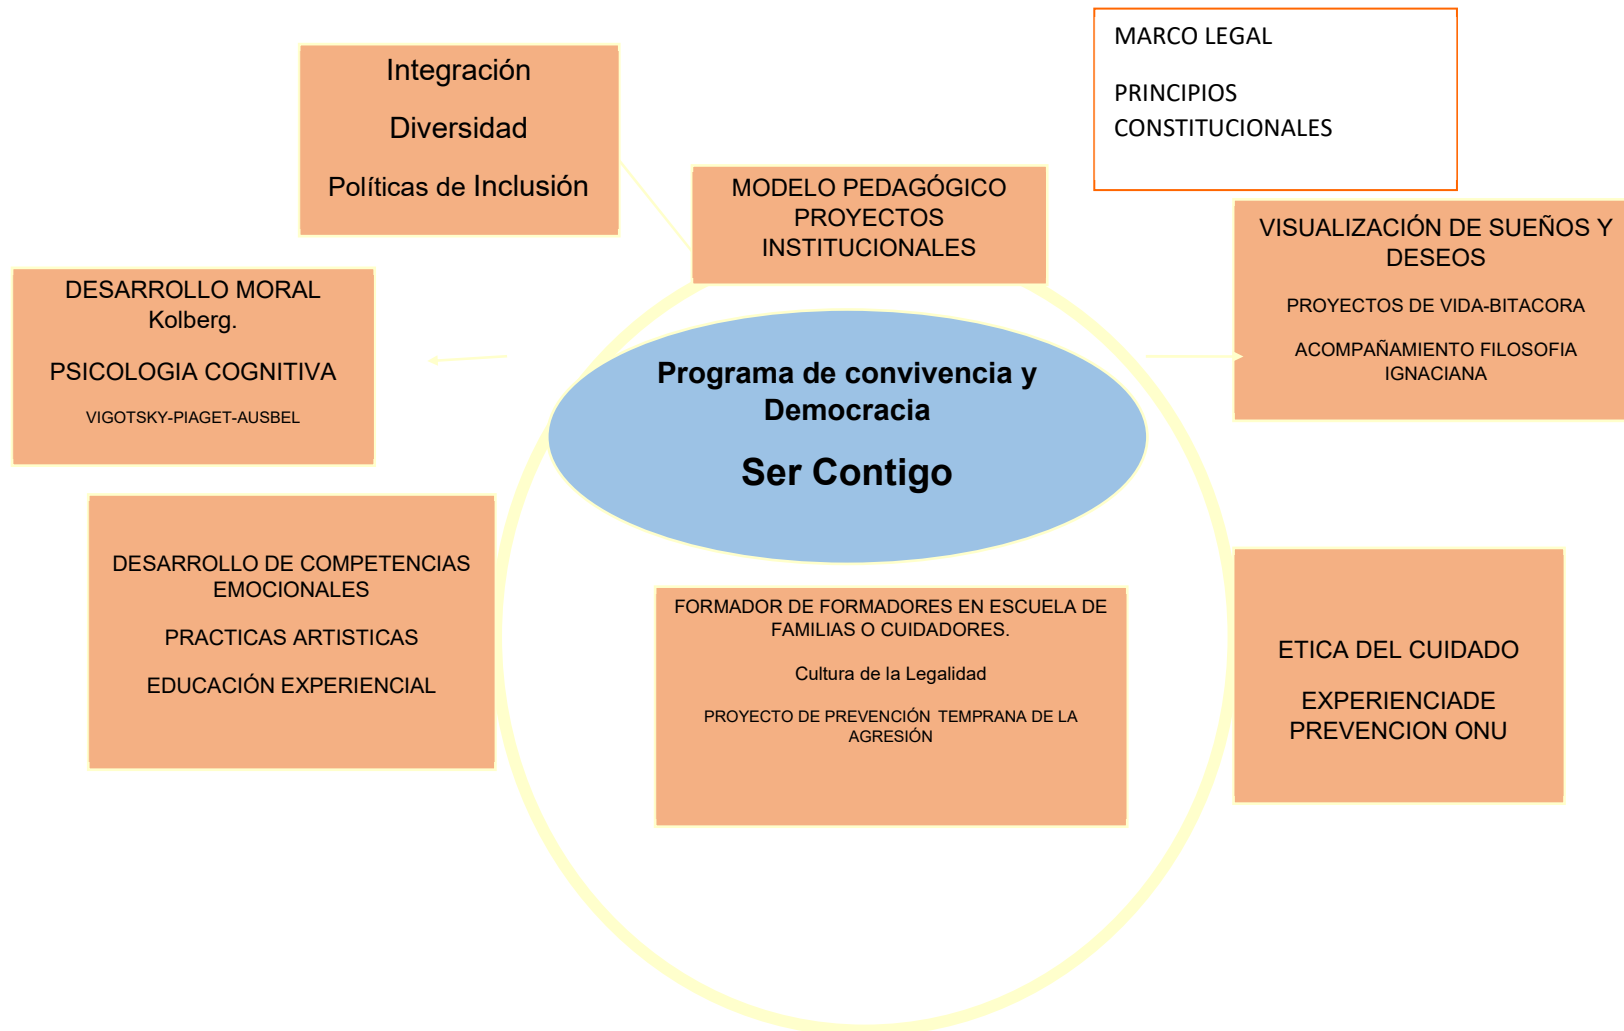 MARCO LEGAL
PRINCIPIOS
CONSTITUCIONALES
Integración
Diversidad
Políticas de Inclusión
MODELO PEDAGÓGICO
PROYECTOS
INSTITUCIONALES
VISUALIZACIÓN DE SUEÑOS Y
DESEOS
PROYECTOS DE VIDA-BITACORA
ACOMPAÑAMIENTO FILOSOFIA
IGNACIANA
DESARROLLO MORAL
Kolberg.
PSICOLOGIA COGNITIVA
VIGOTSKY-PIAGET-AUSBEL
Programa de convivencia y
Democracia
Ser Contigo
DESARROLLO DE COMPETENCIAS
EMOCIONALES
PRACTICAS ARTISTICAS
EDUCACIÓN EXPERIENCIAL
FORMADOR DE FORMADORES EN ESCUELA DE
FAMILIAS O CUIDADORES.
Cultura de la Legalidad
PROYECTO DE PREVENCIÓN TEMPRANA DE LA
AGRESIÓN
ETICA DEL CUIDADO
EXPERIENCIADE
PREVENCION ONU